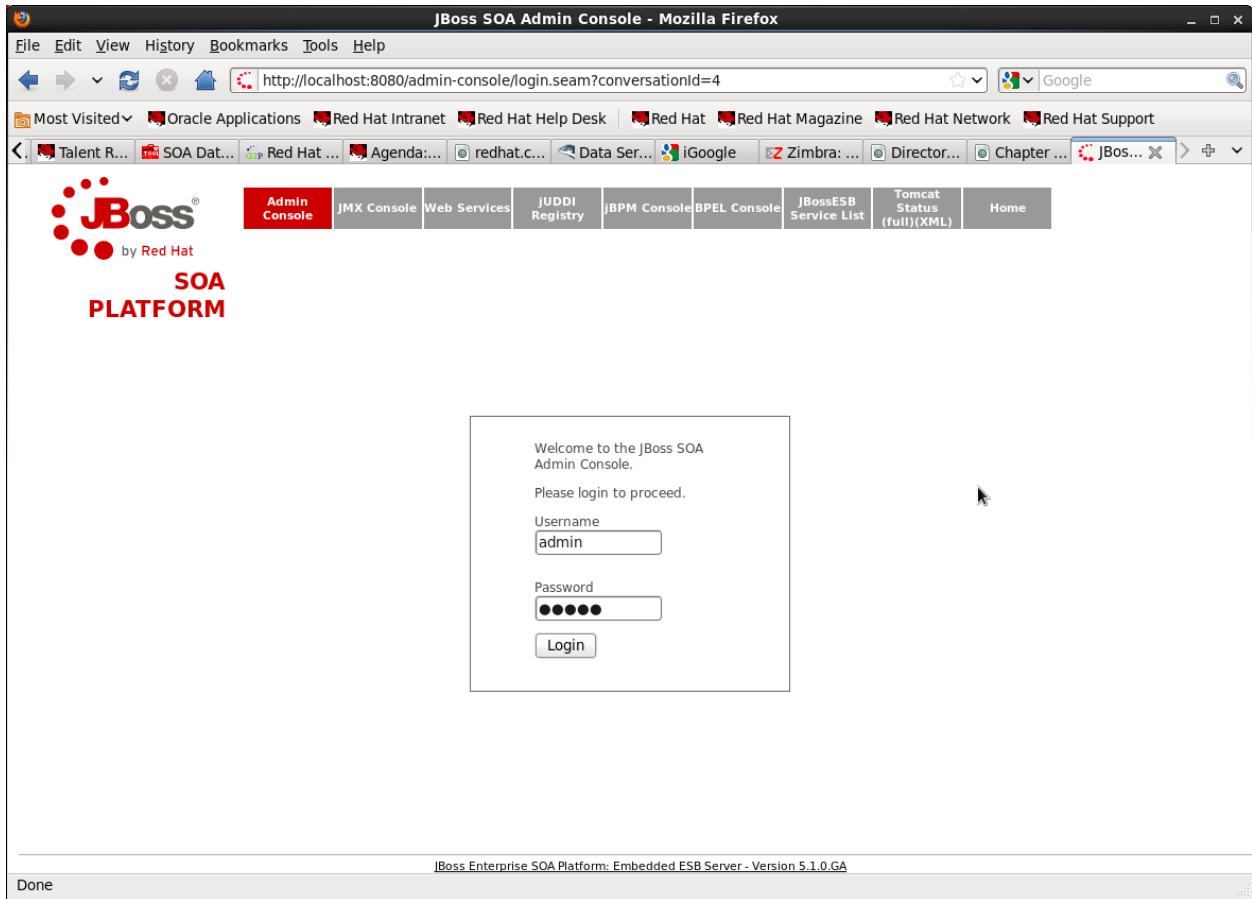 JBoss SOA Admin Console - Mozilla Firefox
File Edit View History Bookmarks Tools Help
http://localhost:8080/admin-console/login.seam?conversationId=4
Google
Most Visited Oracle Applications Red Hat Intranet Red Hat Help Desk Red Hat Red Hat Magazine Red Hat Network Red Hat Support
Talent R... SOA Dat... Red Hat ... Agenda:... redhat.c... Data Ser... iGoogle Zimbra: ... Director... Chapter ... JBos...
JBoss®
by Red Hat
SOA
PLATFORM
Admin
Console
JMX Console
Web Services
jUDDI
Registry
JBPM Console
BPEL Console
JBossESB
Service List
Tomcat
Status
(full)(XML)
Home
Welcome to the JBoss SOA
Admin Console.
Please login to proceed.
Username
admin
Password
●●●●●
Login
JBoss Enterprise SOA Platform: Embedded ESB Server - Version 5.1.0.GA
Done